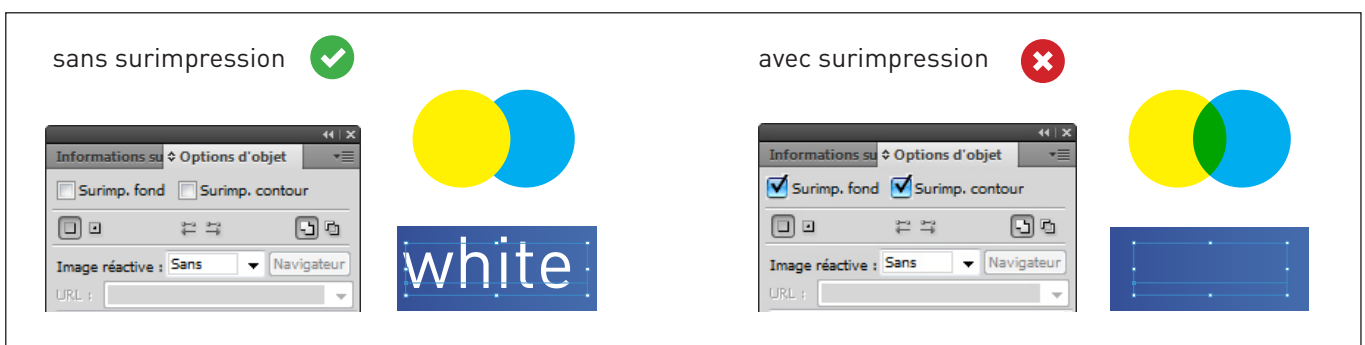 sans surimpression
Informations su Options d'objet
Surimp. fond Surimp. contour
Image réactive : Sans Navigateur
URL :
white
avec surimpression
Informations su Options d'objet
Surimp. fond Surimp. contour
Image réactive : Sans Navigateur
URL :